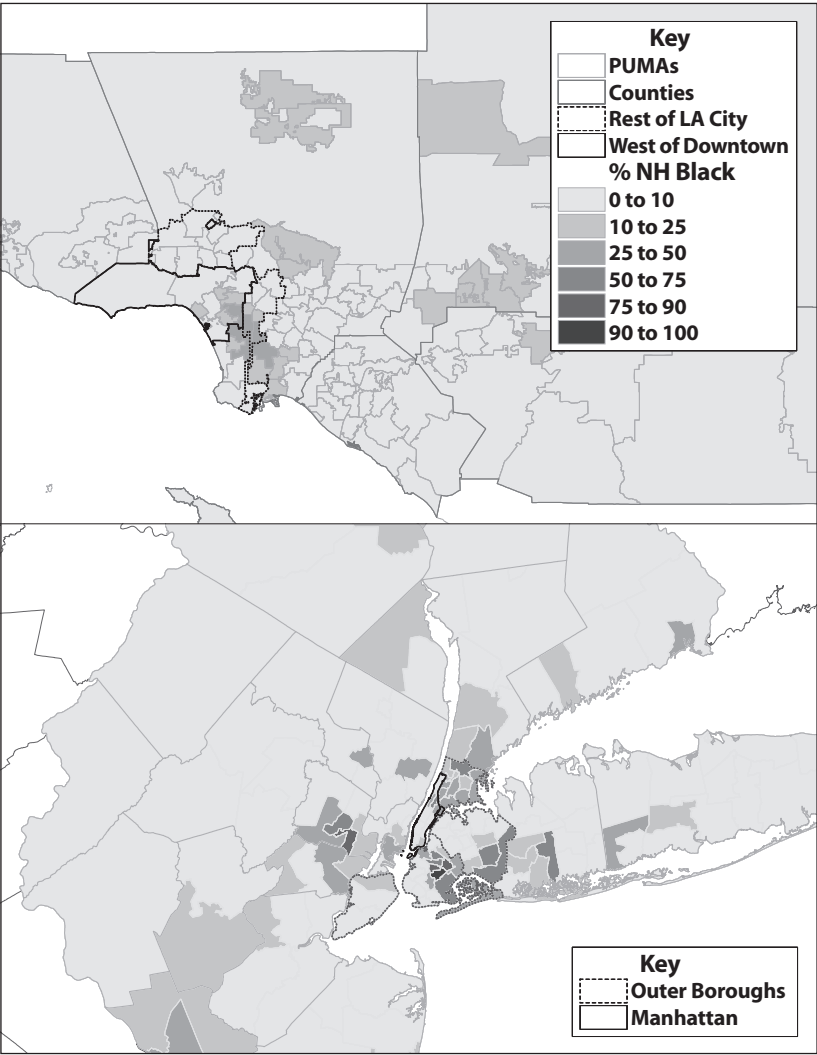 Key
PUMAs
Counties
Rest of LA City
West of Downtown
% NH Black
0 to 10
10 to 25
25 to 50
50 to 75
75 to 90
90 to 100
Key
Outer Boroughs
Manhattan